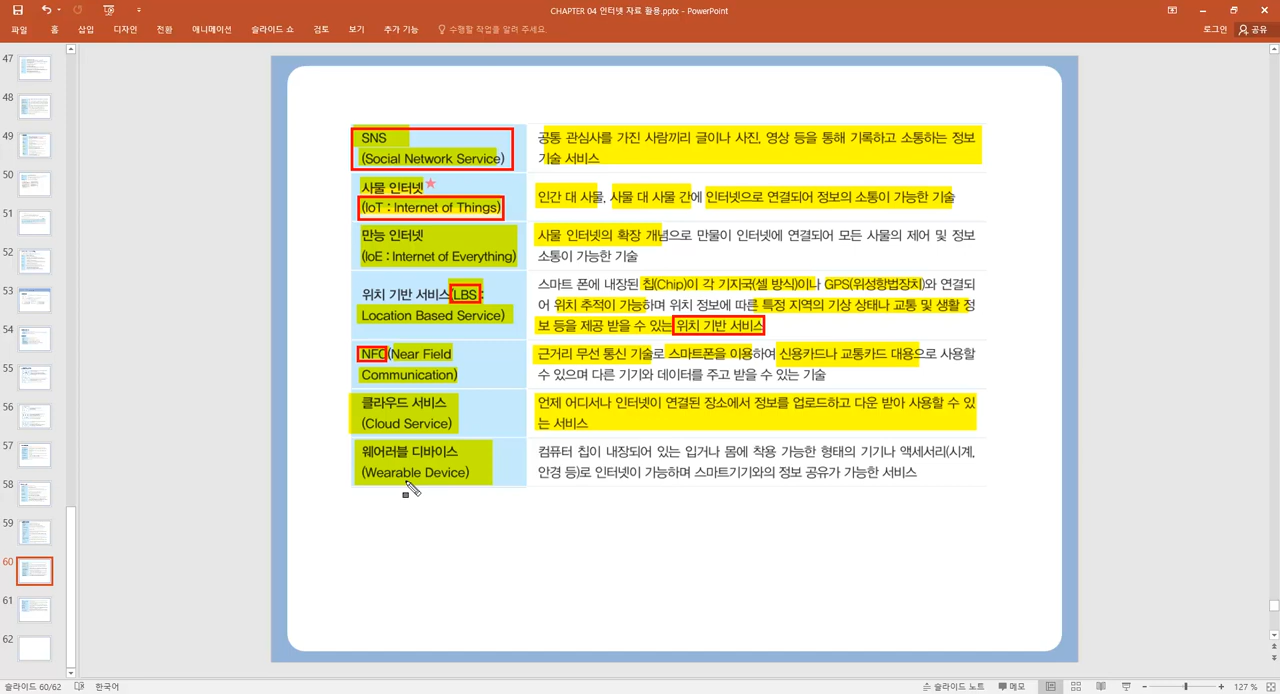 CHAPTER 04 인터넷 자료 활용.pptx - PowerPoint
파일 홈 삽입 디자인 전환 애니메이션 슬라이드 쇼 검토 보기 추가 기능 수행할 작업을 알려 주세요. 로그인 공유
47
48
49
50
51
52
53
54
55
56
57
58
59
60
61
62
SNS
(Social Network Service)
공통 관심사를 가진 사람끼리 글이나 사진, 영상 등을 통해 기록하고 소통하는 정보
기술 서비스
사물 인터넷
(IoT : Internet of Things)
인간 대 사물, 사물 대 사물 간에 인터넷으로 연결되어 정보의 소통이 가능한 기술
만능 인터넷
(IoE : Internet of Everything)
사물 인터넷의 확장 개념으로 만물이 인터넷에 연결되어 모든 사물의 제어 및 정보
소통이 가능한 기술
위치 기반 서비스(LBS :
Location Based Service)
스마트 폰에 내장된 칩(Chip)이 각 기지국(셀 방식)이나 GPS(위성항법장치)와 연결되
어 위치 추적이 가능하며 위치 정보에 따른 특정 지역의 기상 상태나 교통 및 생활 정
보 등을 제공 받을 수 있는 위치 기반 서비스
NFC(Near Field
Communication)
근거리 무선 통신 기술로 스마트폰을 이용하여 신용카드나 교통카드 대용으로 사용할
수 있으며 다른 기기와 데이터를 주고 받을 수 있는 기술
클라우드 서비스
(Cloud Service)
언제 어디서나 인터넷이 연결된 장소에서 정보를 업로드하고 다운 받아 사용할 수 있
는 서비스
웨어러블 디바이스
(Wearable Device)
컴퓨터 칩이 내장되어 있는 입거나 몸에 착용 가능한 형태의 기기나 액세서리(시계,
안경 등)로 인터넷이 가능하며 스마트기기와의 정보 공유가 가능한 서비스
슬라이드 60/62 한국어 슬라이드 노트 메모 127 %